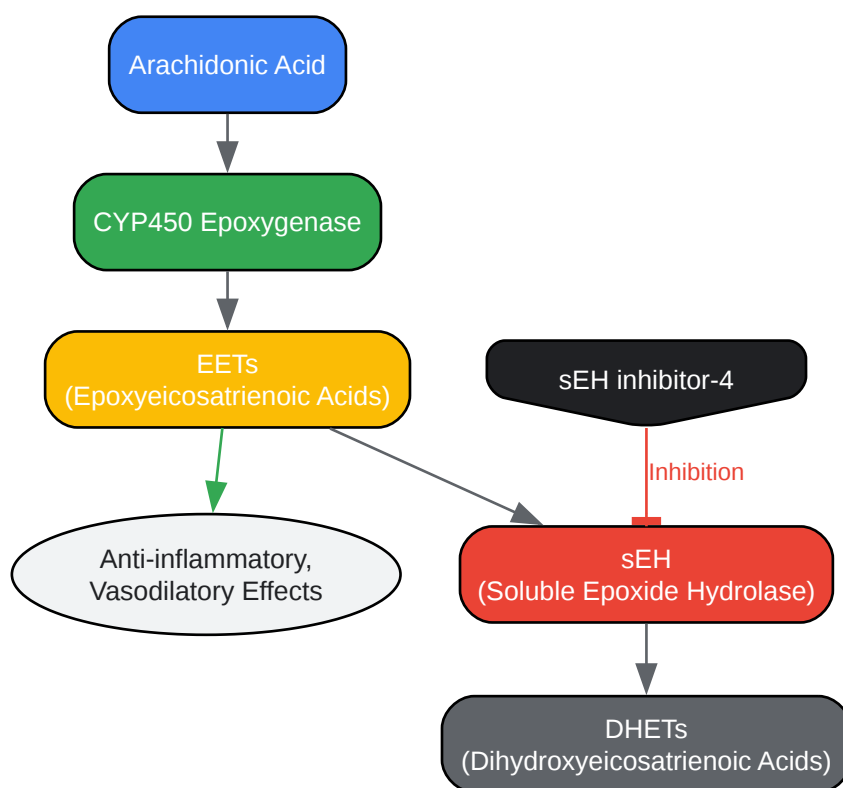 Arachidonic Acid
CYP450 Epoxygenase
EETs
(Epoxyeicosatrienoic Acids)
sEH inhibitor-4
Inhibition
Anti-inflammatory,
Vasodilatory Effects
sEH
(Soluble Epoxide Hydrolase)
DHETs
(Dihydroxyeicosatrienoic Acids)